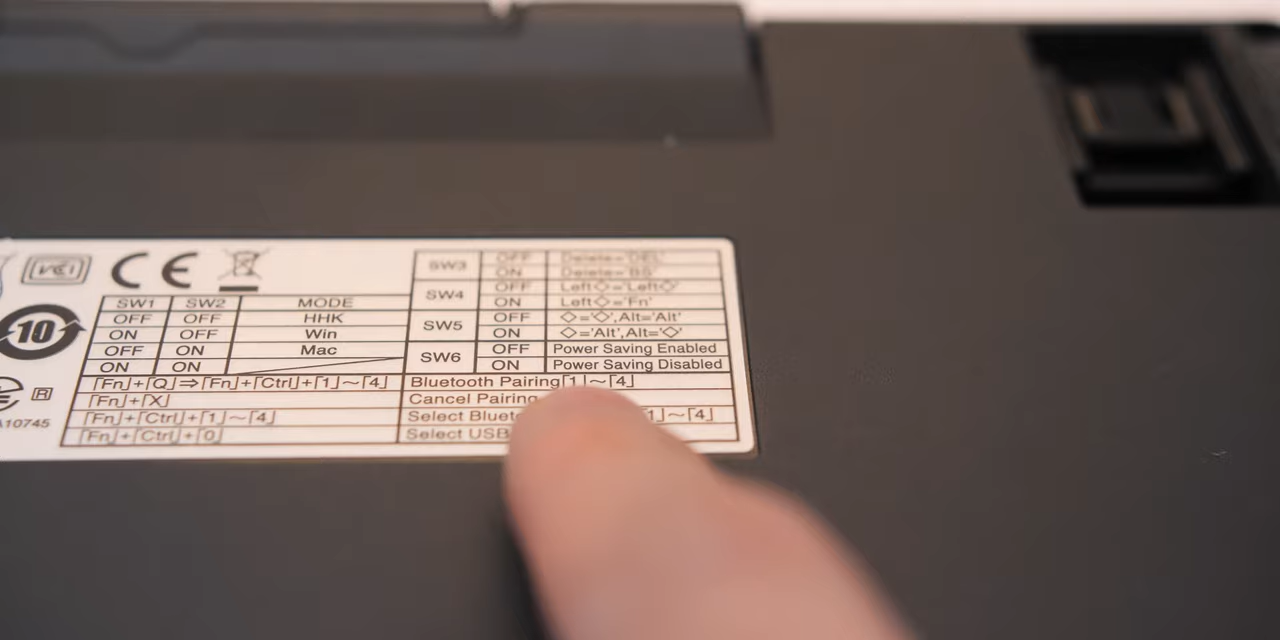 CE
10
R
10745
SW1 SW2 MODE
OFF OFF HHK
ON OFF Win
OFF ON Mac
ON ON
SW3 OFF Delete='DEL'
ON Delete='BS'
SW4 OFF Left◇='Left◇'
ON Left◇='Fn'
SW5 OFF ◇='◇',Alt='Alt'
ON ◇='Alt',Alt='◇'
SW6 OFF Power Saving Enabled
ON Power Saving Disabled
「Fn」+「Q」⇒「Fn」+「Ctrl」+「1」~「4」 Bluetooth Pairing「1」~「4」
「Fn」+「X」 Cancel Pairing
「Fn」+「Ctrl」+「1」~「4」 Select 1」~「4」
「Fn」+「Ctrl」+「0」 Select USB